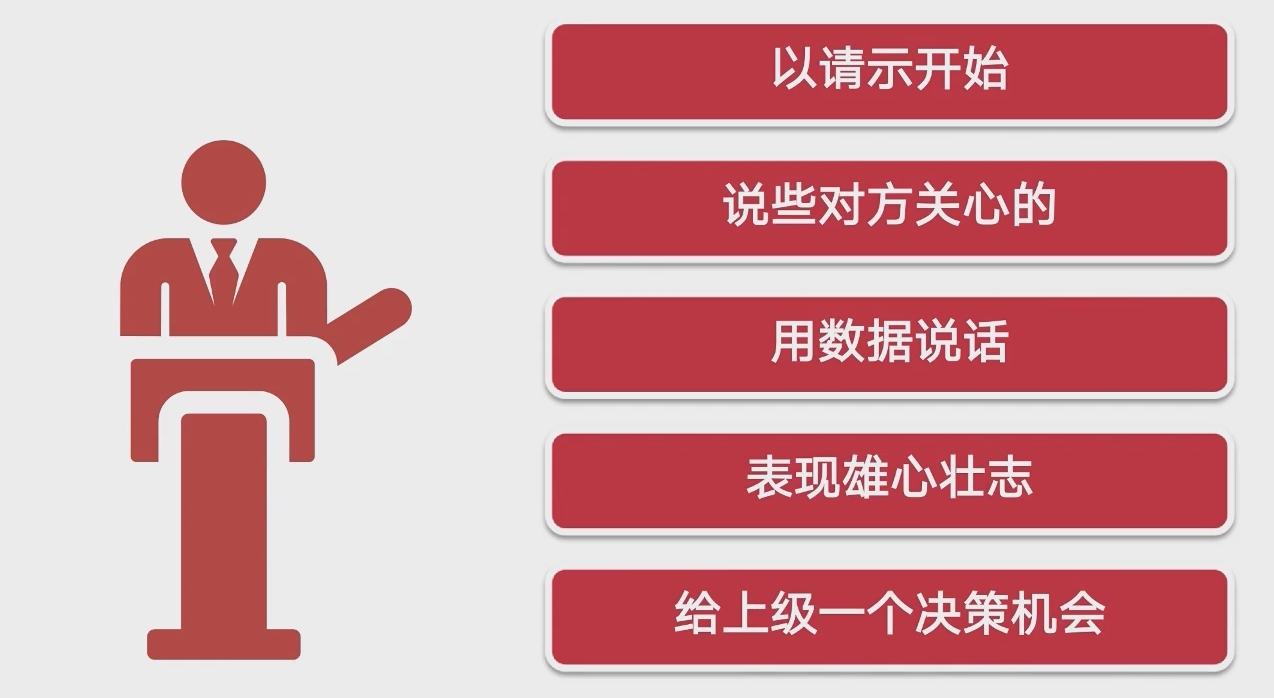 以请示开始
说些对方关心的
用数据说话
表现雄心壮志
给上级一个决策机会